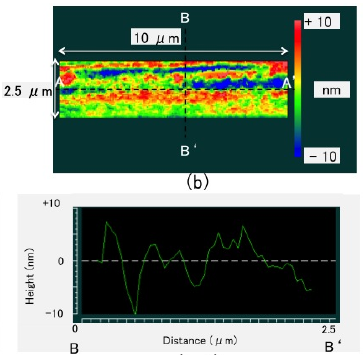 B
10 μm
+10
A
A'
2.5 μm
nm
B'
-10
(b)
+10
Height (nm)
0
-10
0
2.5
Distance (μm)
B
B'